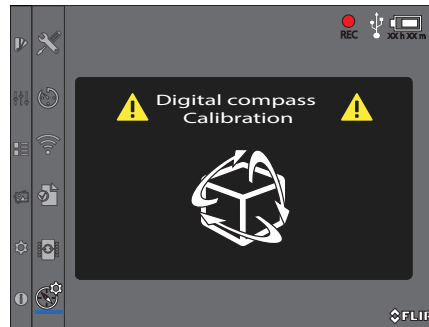 REC
XX h XX m
Digital compass
Calibration
FLIR